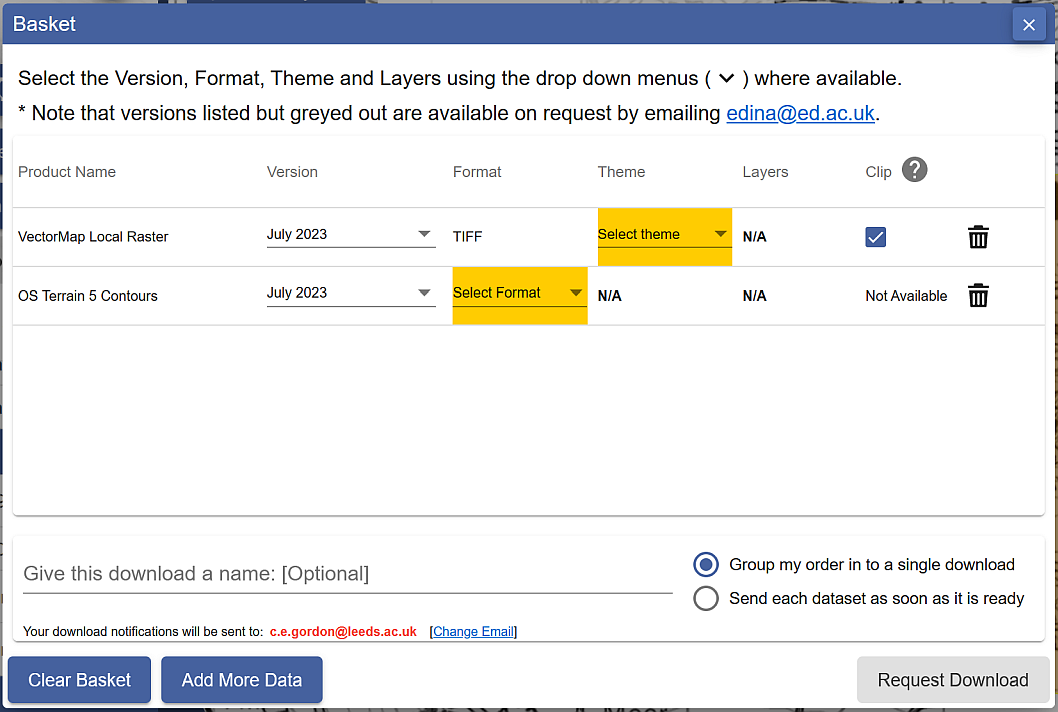 Basket
Select the Version, Format, Theme and Layers using the drop down menus ( ) where available.
* Note that versions listed but greyed out are available on request by emailing edina@ed.ac.uk.
Product Name Version Format Theme Layers Clip ?
VectorMap Local Raster July 2023 TIFF Select theme N/A
OS Terrain 5 Contours July 2023 Select Format N/A N/A Not Available
Give this download a name: [Optional]
Group my order in to a single download
Send each dataset as soon as it is ready
Your download notifications will be sent to: c.e.gordon@leeds.ac.uk [Change Email]
Clear Basket Add More Data Request Download